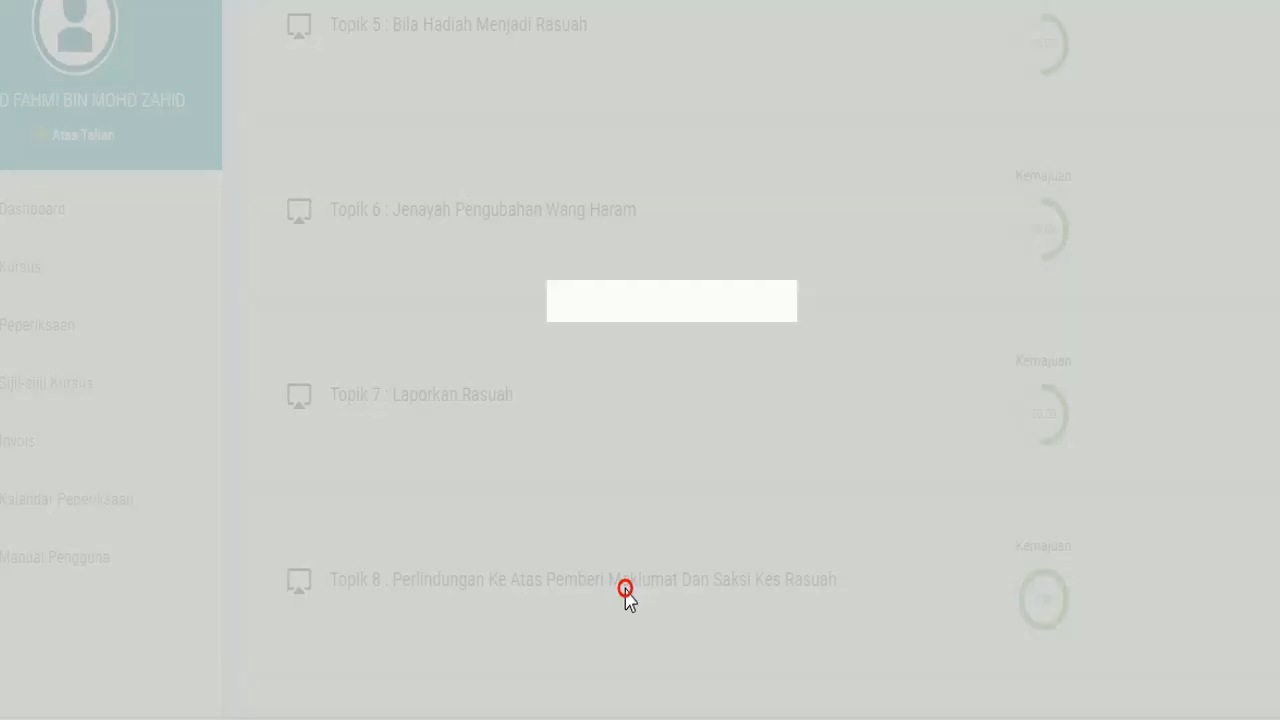 Topik 5 : Bila Hadiah Menjadi Rasuah
D FAHMI BIN MOHD ZAHID
Atas Talian
Kemajuan
Dashboard
Topik 6 : Jenayah Pengubahan Wang Haram
Kursus
Peperiksaan
Kemajuan
Sijil-sijil Kursus
Topik 7 : Laporkan Rasuah
Invois
Kalendar Peperiksaan
Kemajuan
Manual Pengguna
Topik 8 : Perlindungan Ke Atas Pemberi Maklumat Dan Saksi Kes Rasuah